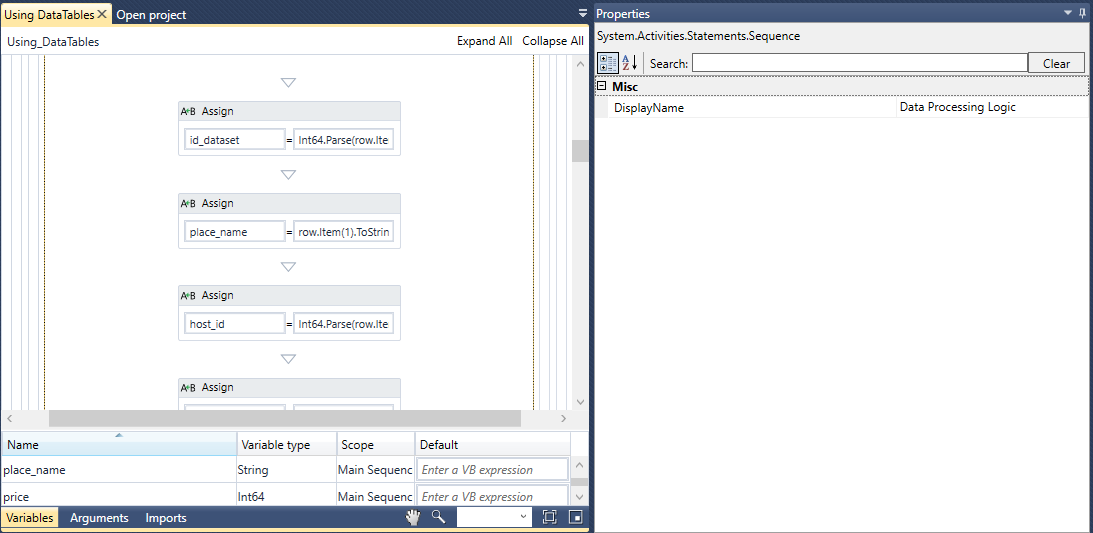 Using DataTables
Open project
Using_DataTables
Expand All
Collapse All
A+B Assign
id_dataset
=
Int64.Parse(row.Ite
A+B Assign
place_name
=
row.Item(1).ToStrin
A+B Assign
host_id
=
Int64.Parse(row.Ite
A+B Assign
Name
Variable type
Scope
Default
place_name
String
Main Sequenc
Enter a VB expression
price
Int64
Main Sequenc
Enter a VB expression
Variables
Arguments
Imports
Properties
System.Activities.Statements.Sequence
A
Z
Search:
Clear
Misc
DisplayName
Data Processing Logic